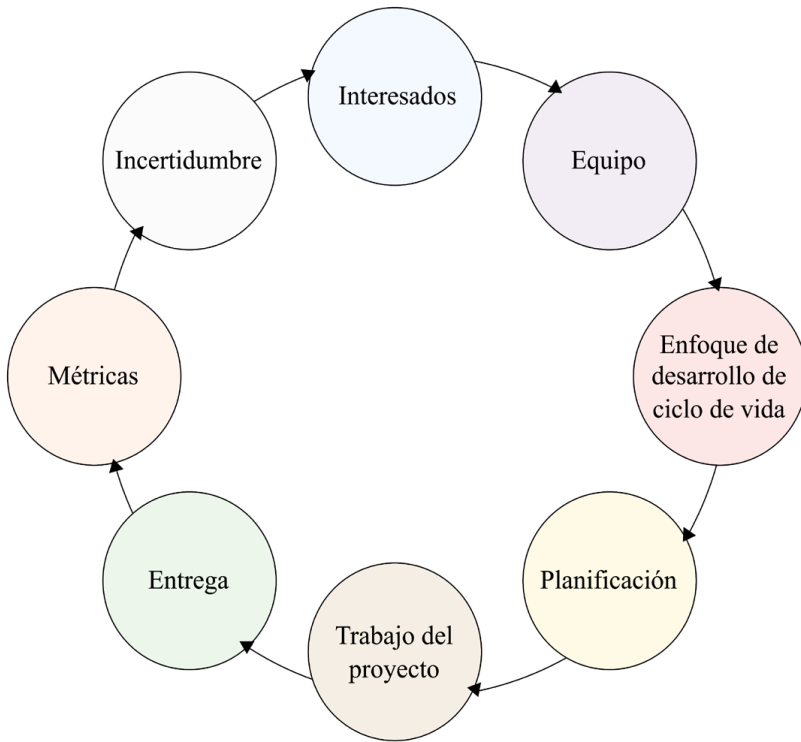 Interesados
Equipo
Enfoque de
desarrollo de
ciclo de vida
Planificación
Trabajo del
proyecto
Entrega
Métricas
Incertidumbre